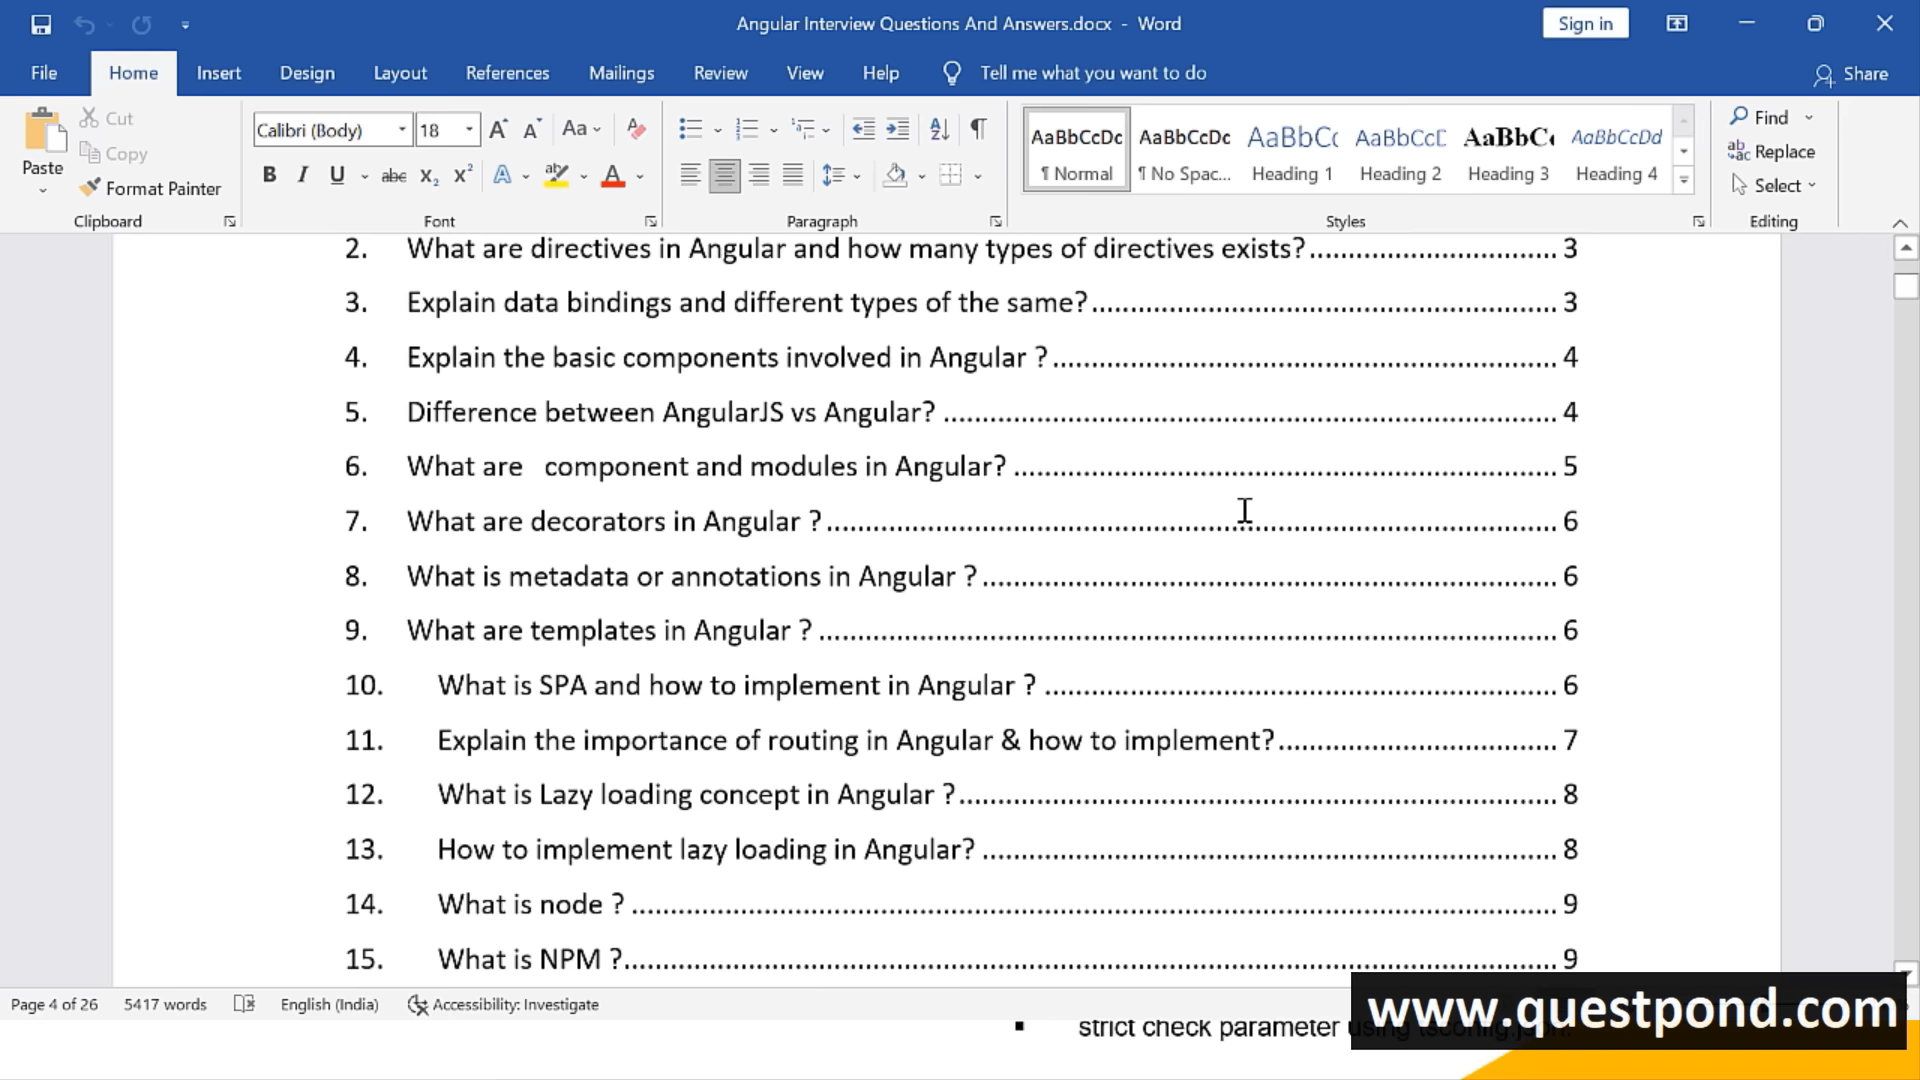 Angular Interview Questions And Answers.docx - Word
Sign in
File Home Insert Design Layout References Mailings Review View Help Tell me what you want to do Share
Paste
Cut
Copy
Format Painter
Clipboard
Calibri (Body) 18
Font
Paragraph
AaBbCcDc AaBbCcDc AaBbCc AaBbCcD AaBbC AaBbCcDd
¶ Normal ¶ No Spac... Heading 1 Heading 2 Heading 3 Heading 4
Styles
Find
Replace
Select
Editing
2. What are directives in Angular and how many types of directives exists? 3
3. Explain data bindings and different types of the same? 3
4. Explain the basic components involved in Angular ? 4
5. Difference between AngularJS vs Angular? 4
6. What are component and modules in Angular? 5
7. What are decorators in Angular ? 6
8. What is metadata or annotations in Angular ? 6
9. What are templates in Angular ? 6
10. What is SPA and how to implement in Angular ? 6
11. Explain the importance of routing in Angular & how to implement? 7
12. What is Lazy loading concept in Angular ? 8
13. How to implement lazy loading in Angular? 8
14. What is node ? 9
15. What is NPM ? 9
Page 4 of 26 5417 words English (India) Accessibility: Investigate
www.questpond.com
strict check parameter using